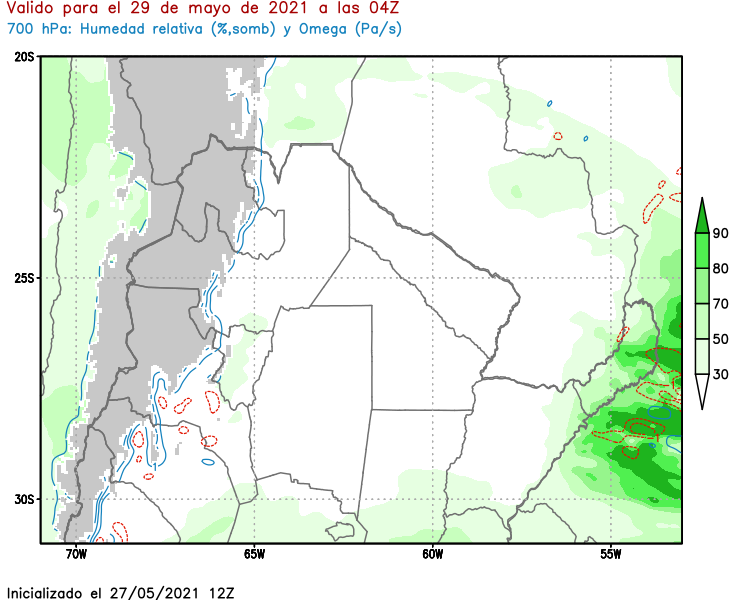 Valido para el 29 de mayo de 2021 a las 04Z
700 hPa: Humedad relativa (%,somb) y Omega (Pa/s)
20S
25S
30S
70W
65W
60W
55W
90
80
70
50
30
Inicializado el 27/05/2021 12Z